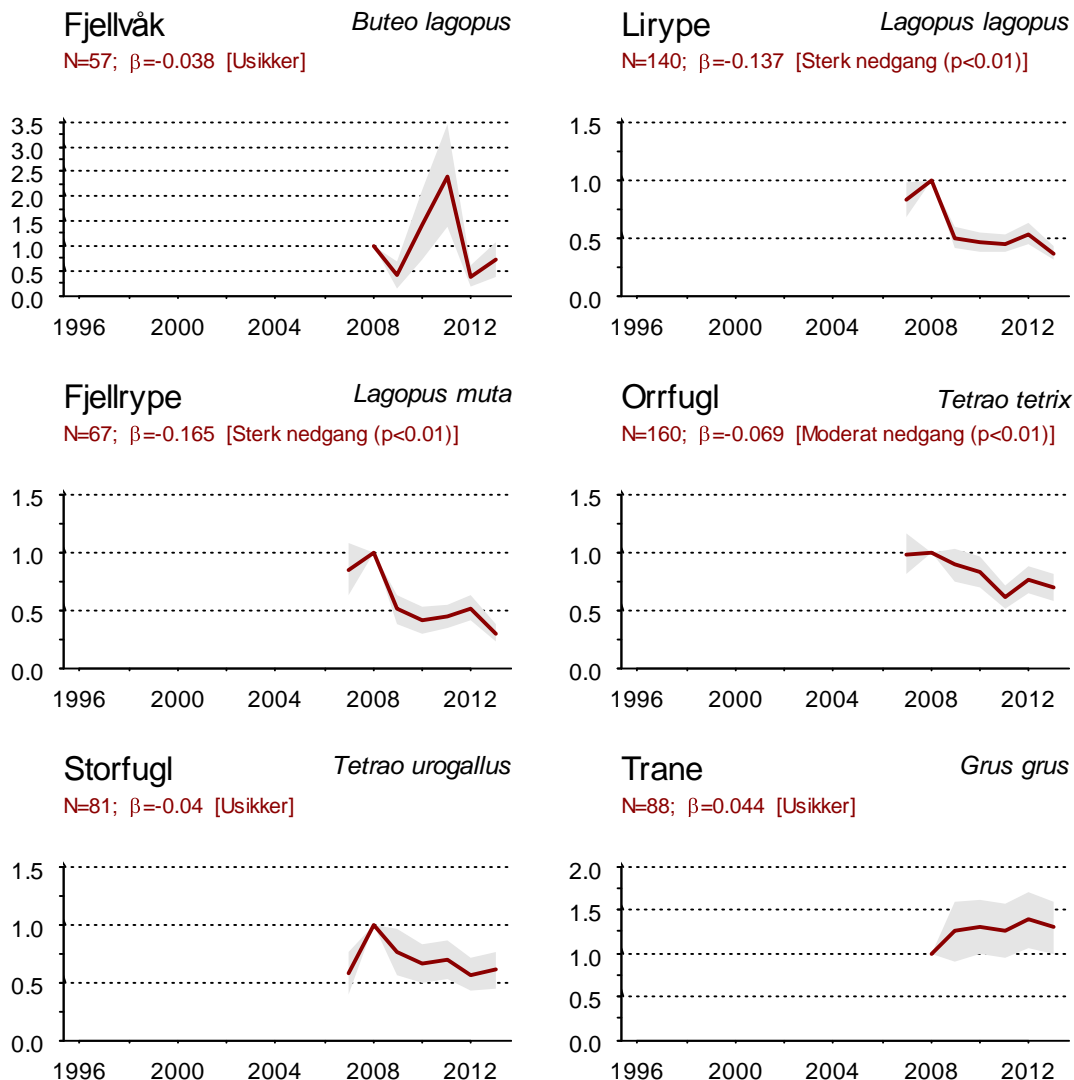 Fjellvåk Buteo lagopus
N=57; β=-0.038 [Usikker]
3.5
3.0
2.5
2.0
1.5
1.0
0.5
0.0
1996 2000 2004 2008 2012
Lirype Lagopus lagopus
N=140; β=-0.137 [Sterk nedgang (p<0.01)]
1.5
1.0
0.5
0.0
1996 2000 2004 2008 2012
Fjellrype Lagopus muta
N=67; β=-0.165 [Sterk nedgang (p<0.01)]
1.5
1.0
0.5
0.0
1996 2000 2004 2008 2012
Orrfugl Tetrao tetrix
N=160; β=-0.069 [Moderat nedgang (p<0.01)]
1.5
1.0
0.5
0.0
1996 2000 2004 2008 2012
Storfugl Tetrao urogallus
N=81; β=-0.04 [Usikker]
1.5
1.0
0.5
0.0
1996 2000 2004 2008 2012
Trane Grus grus
N=88; β=0.044 [Usikker]
2.0
1.5
1.0
0.5
0.0
1996 2000 2004 2008 2012